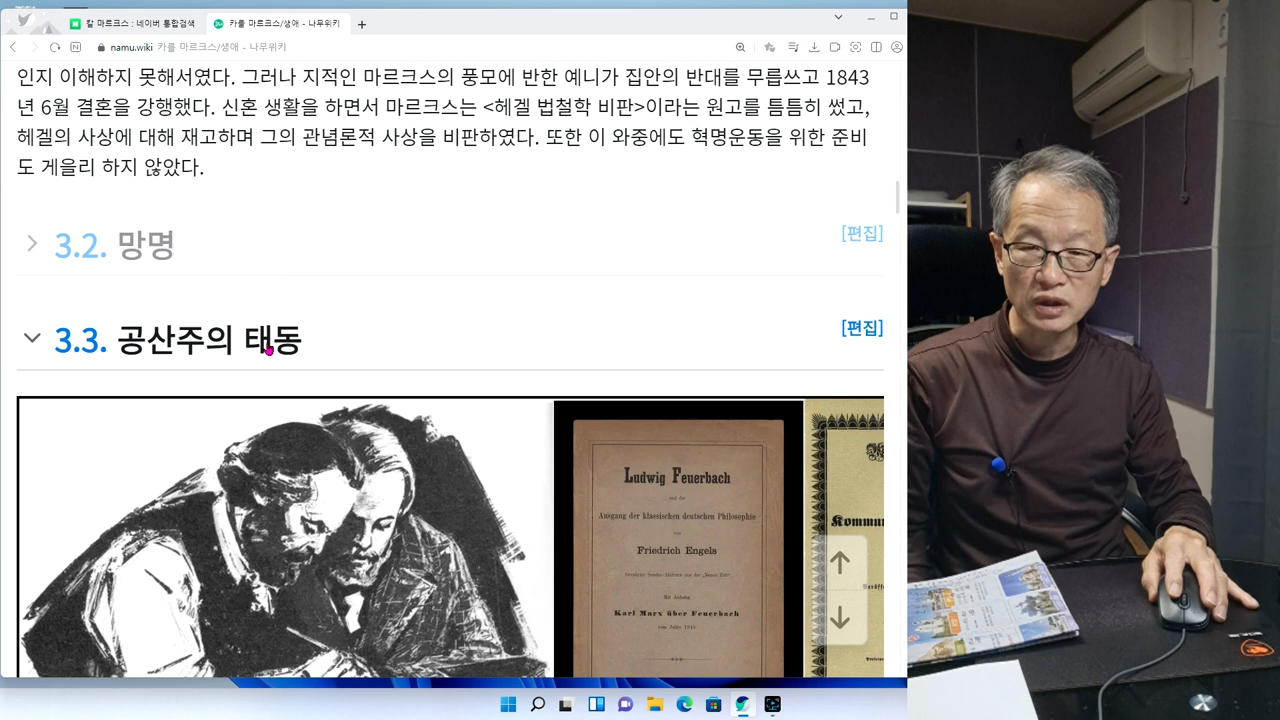 칼 마르크스 : 네이버 통합검색
카를 마르크스/생애 - 나무위키
namu.wiki 카를 마르크스/생애 - 나무위키
인지 이해하지 못해서였다. 그러나 지적인 마르크스의 풍모에 반한 예니가 집안의 반대를 무릅쓰고 1843
년 6월 결혼을 강행했다. 신혼 생활을 하면서 마르크스는 <헤겔 법철학 비판>이라는 원고를 틈틈히 썼고,
헤겔의 사상에 대해 재고하며 그의 관념론적 사상을 비판하였다. 또한 이 와중에도 혁명운동을 위한 준비
도 게을리 하지 않았다.
3.2. 망명
[편집]
3.3. 공산주의 태동
[편집]
Ludwig Feuerbach
und der
Ausgang der klassischen deutschen Philosophie
von
Friedrich Engels
Mit Anhang
Karl Marx über Feuerbach
vom Jahre 1845
Kommun